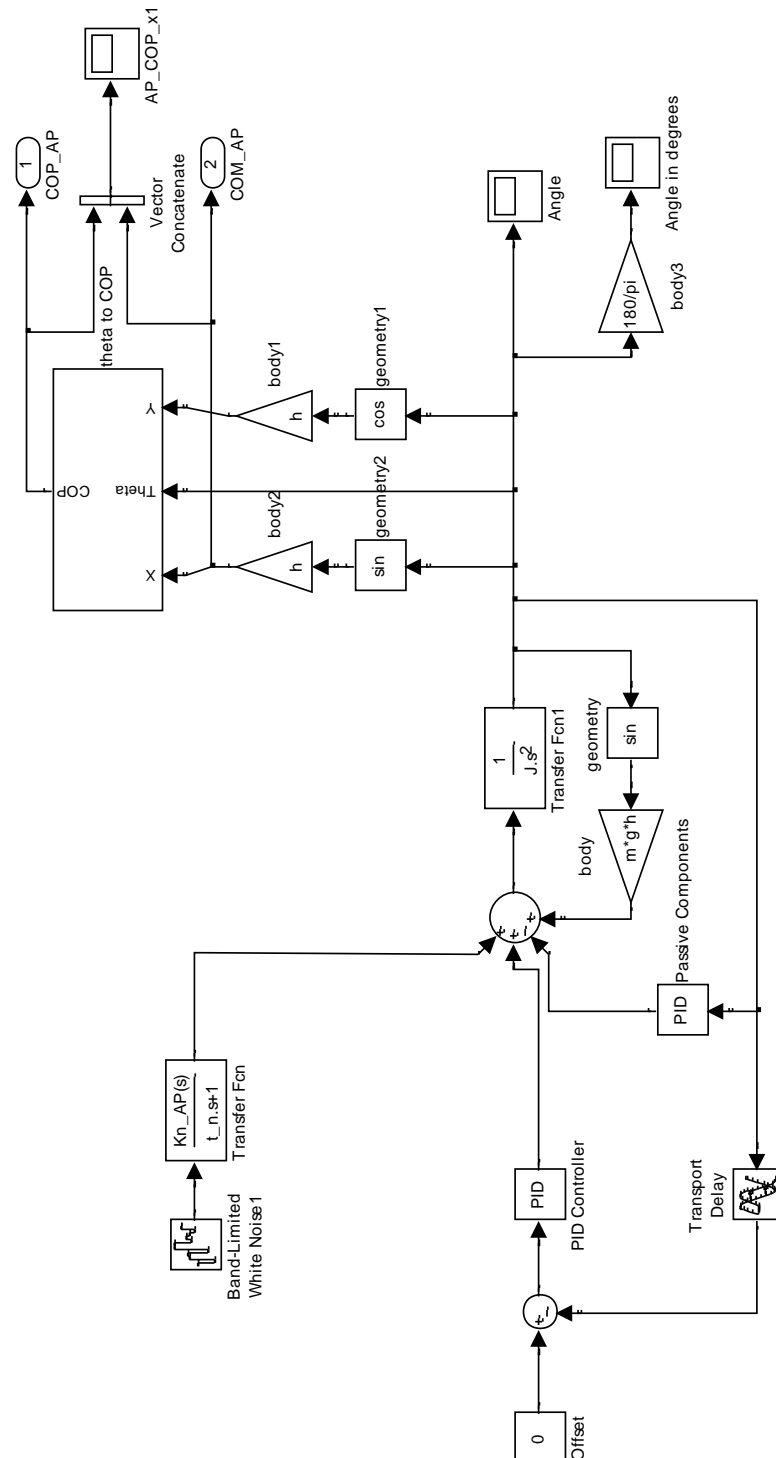 1
COP_AP
AP_COP_x1
Vector
Concatenate
2
COM_AP
theta to COP
COP
X
Theta
Y
body2
h
geometry2
sin
body1
h
geometry1
cos
Angle
180/pi
body3
Angle in degrees
1
J.s2
Transfer Fcn1
geometry
sin
body
m*g*h
Passive Components
PID
Kn_AP(s)
t_n.s+1
Transfer Fcn
Band-Limited
White Noise1
PID
PID Controller
Transport
Delay
0
Offset